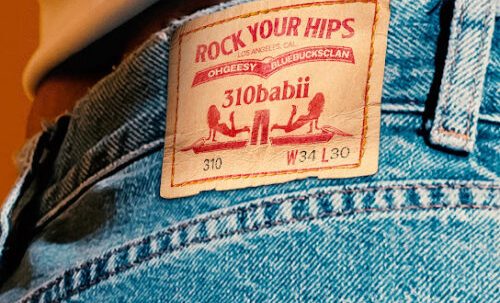 ROCK YOUR HIPS
LOS ANGELES, CAL
OHGEESY BLUEBUCKSCLAN
310babii
310 W34 L30